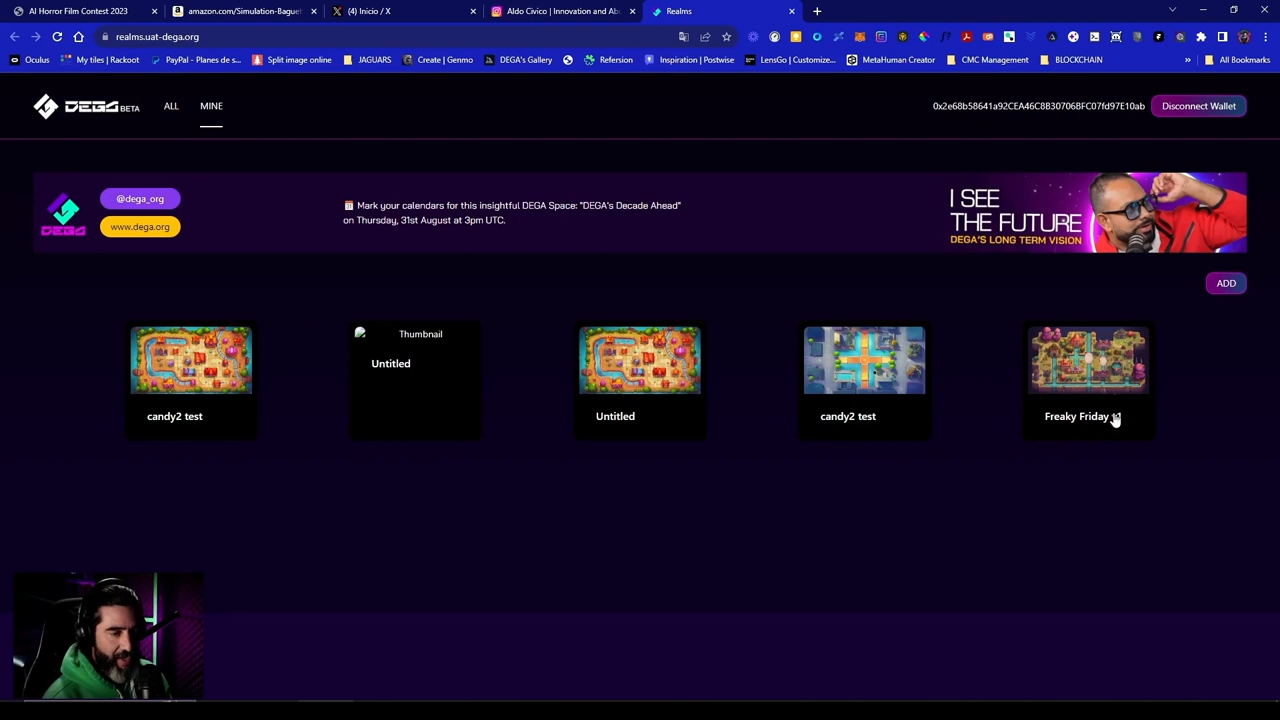 AI Horror Film Contest 2023
amazon.com/Simulation-Bague
(4) Inicio / X
Aldo Civico | Innovation and Ab
Realms
realms.uat-dega.org
Oculus
My tiles | Rackoot
PayPal - Planes de s...
Split image online
JAGUARS
Create | Genmo
DEGA's Gallery
Refersion
Inspiration | Postwise
LensGo | Customize...
MetaHuman Creator
CMC Management
BLOCKCHAIN
»
All Bookmarks
DEGA BETA
ALL
MINE
Disconnect Wallet
@dega_org
www.dega.org
DEGA
📅 Mark your calendars for this insightful DEGA Space: "DEGA's Decade Ahead"
on Thursday, 31st August at 3pm UTC.
I SEE
THE FUTURE
DEGA'S LONG TERM VISION
ADD
candy2 test
Thumbnail
Untitled
Untitled
candy2 test
Freaky Friday